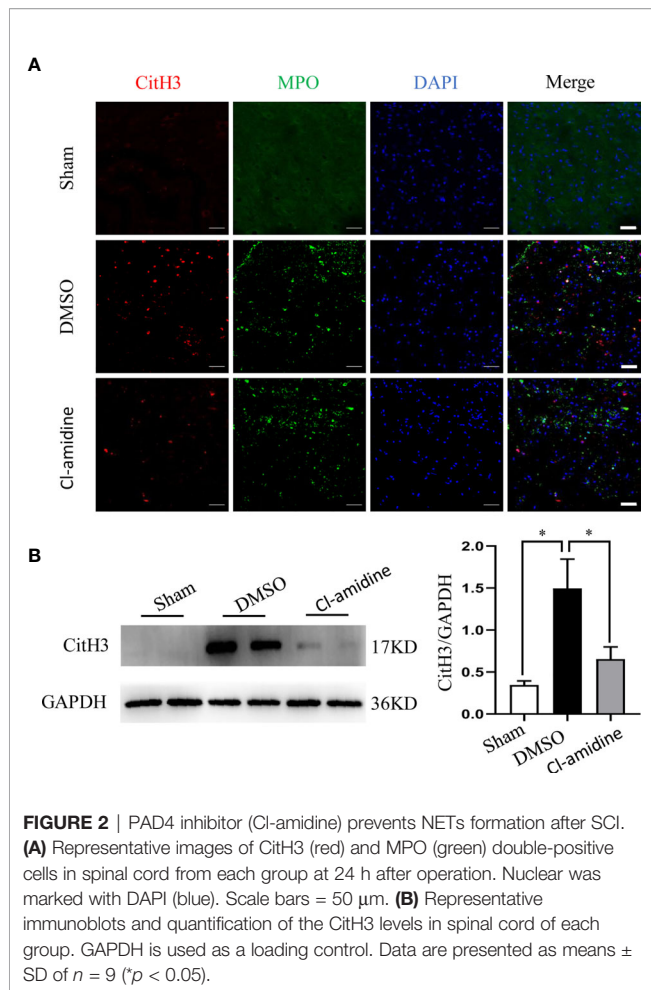 A
CitH3 MPO DAPI Merge
Sham
DMSO
Cl-amidine
B
Sham DMSO Cl-amidine
CitH3 17KD
GAPDH 36KD
* *
CitH3/GAPDH
2.0
1.5
1.0
0.5
0.0
Sham DMSO Cl-amidine
FIGURE 2 | PAD4 inhibitor (Cl-amidine) prevents NETs formation after SCI.
(A) Representative images of CitH3 (red) and MPO (green) double-positive
cells in spinal cord from each group at 24 h after operation. Nuclear was
marked with DAPI (blue). Scale bars = 50 μm. (B) Representative
immunoblots and quantification of the CitH3 levels in spinal cord of each
group. GAPDH is used as a loading control. Data are presented as means ±
SD of n = 9 (*p < 0.05).